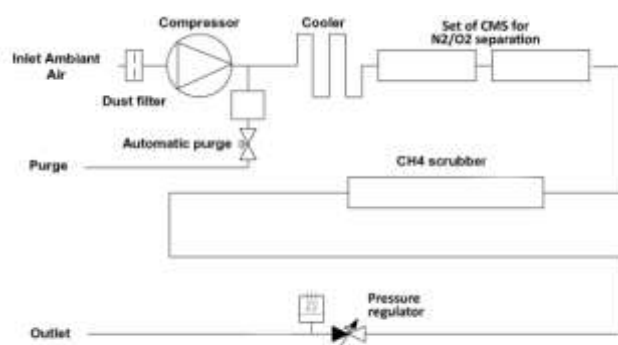 Compressor
Cooler
Set of CMS for
N2/O2 separation
Inlet Ambiant
Air
Dust filter
Automatic purge
Purge
CH4 scrubber
Pressure
regulator
Outlet